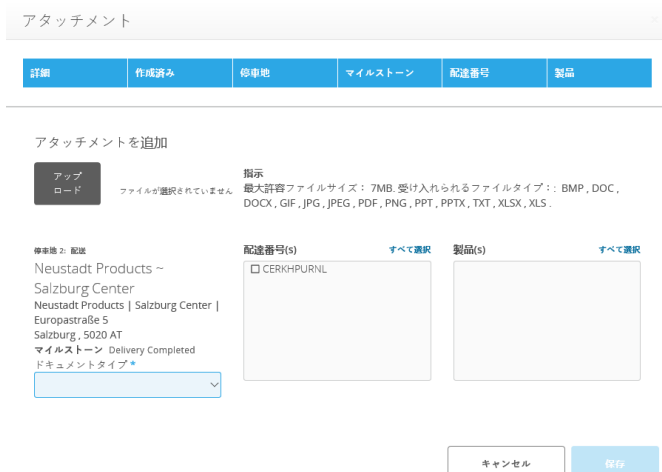 アタッチメント
詳細 作成済み 停車地 マイルストーン 配達番号 製品
アタッチメントを追加
アップ
ロード
ファイルが選択されていません
指示
最大許容ファイルサイズ： 7MB. 受け入れられるファイルタイプ：: BMP , DOC ,
DOCX , GIF , JPG , JPEG , PDF , PNG , PPT , PPTX , TXT , XLSX , XLS .
停車地 2: 配送
Neustadt Products ~
Salzburg Center
Neustadt Products | Salzburg Center |
Europastraße 5
Salzburg , 5020 AT
マイルストーン Delivery Completed
ドキュメントタイプ *
配達番号(s) すべて選択
CERKHPURNL
製品(s) すべて選択
キャンセル 保存